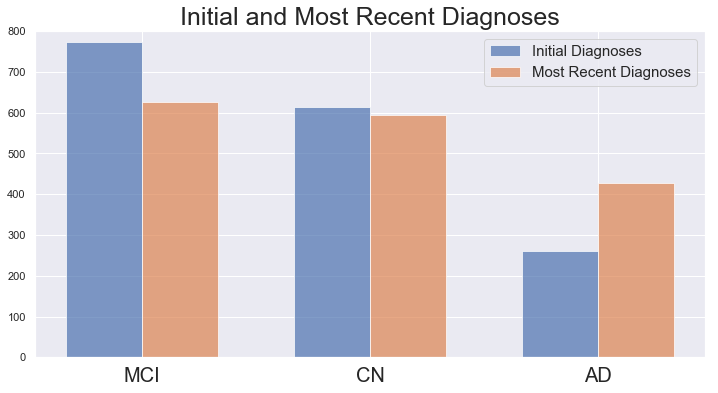 Initial and Most Recent Diagnoses
800
700
600
500
400
300
200
100
0
Initial Diagnoses
Most Recent Diagnoses
MCI CN AD